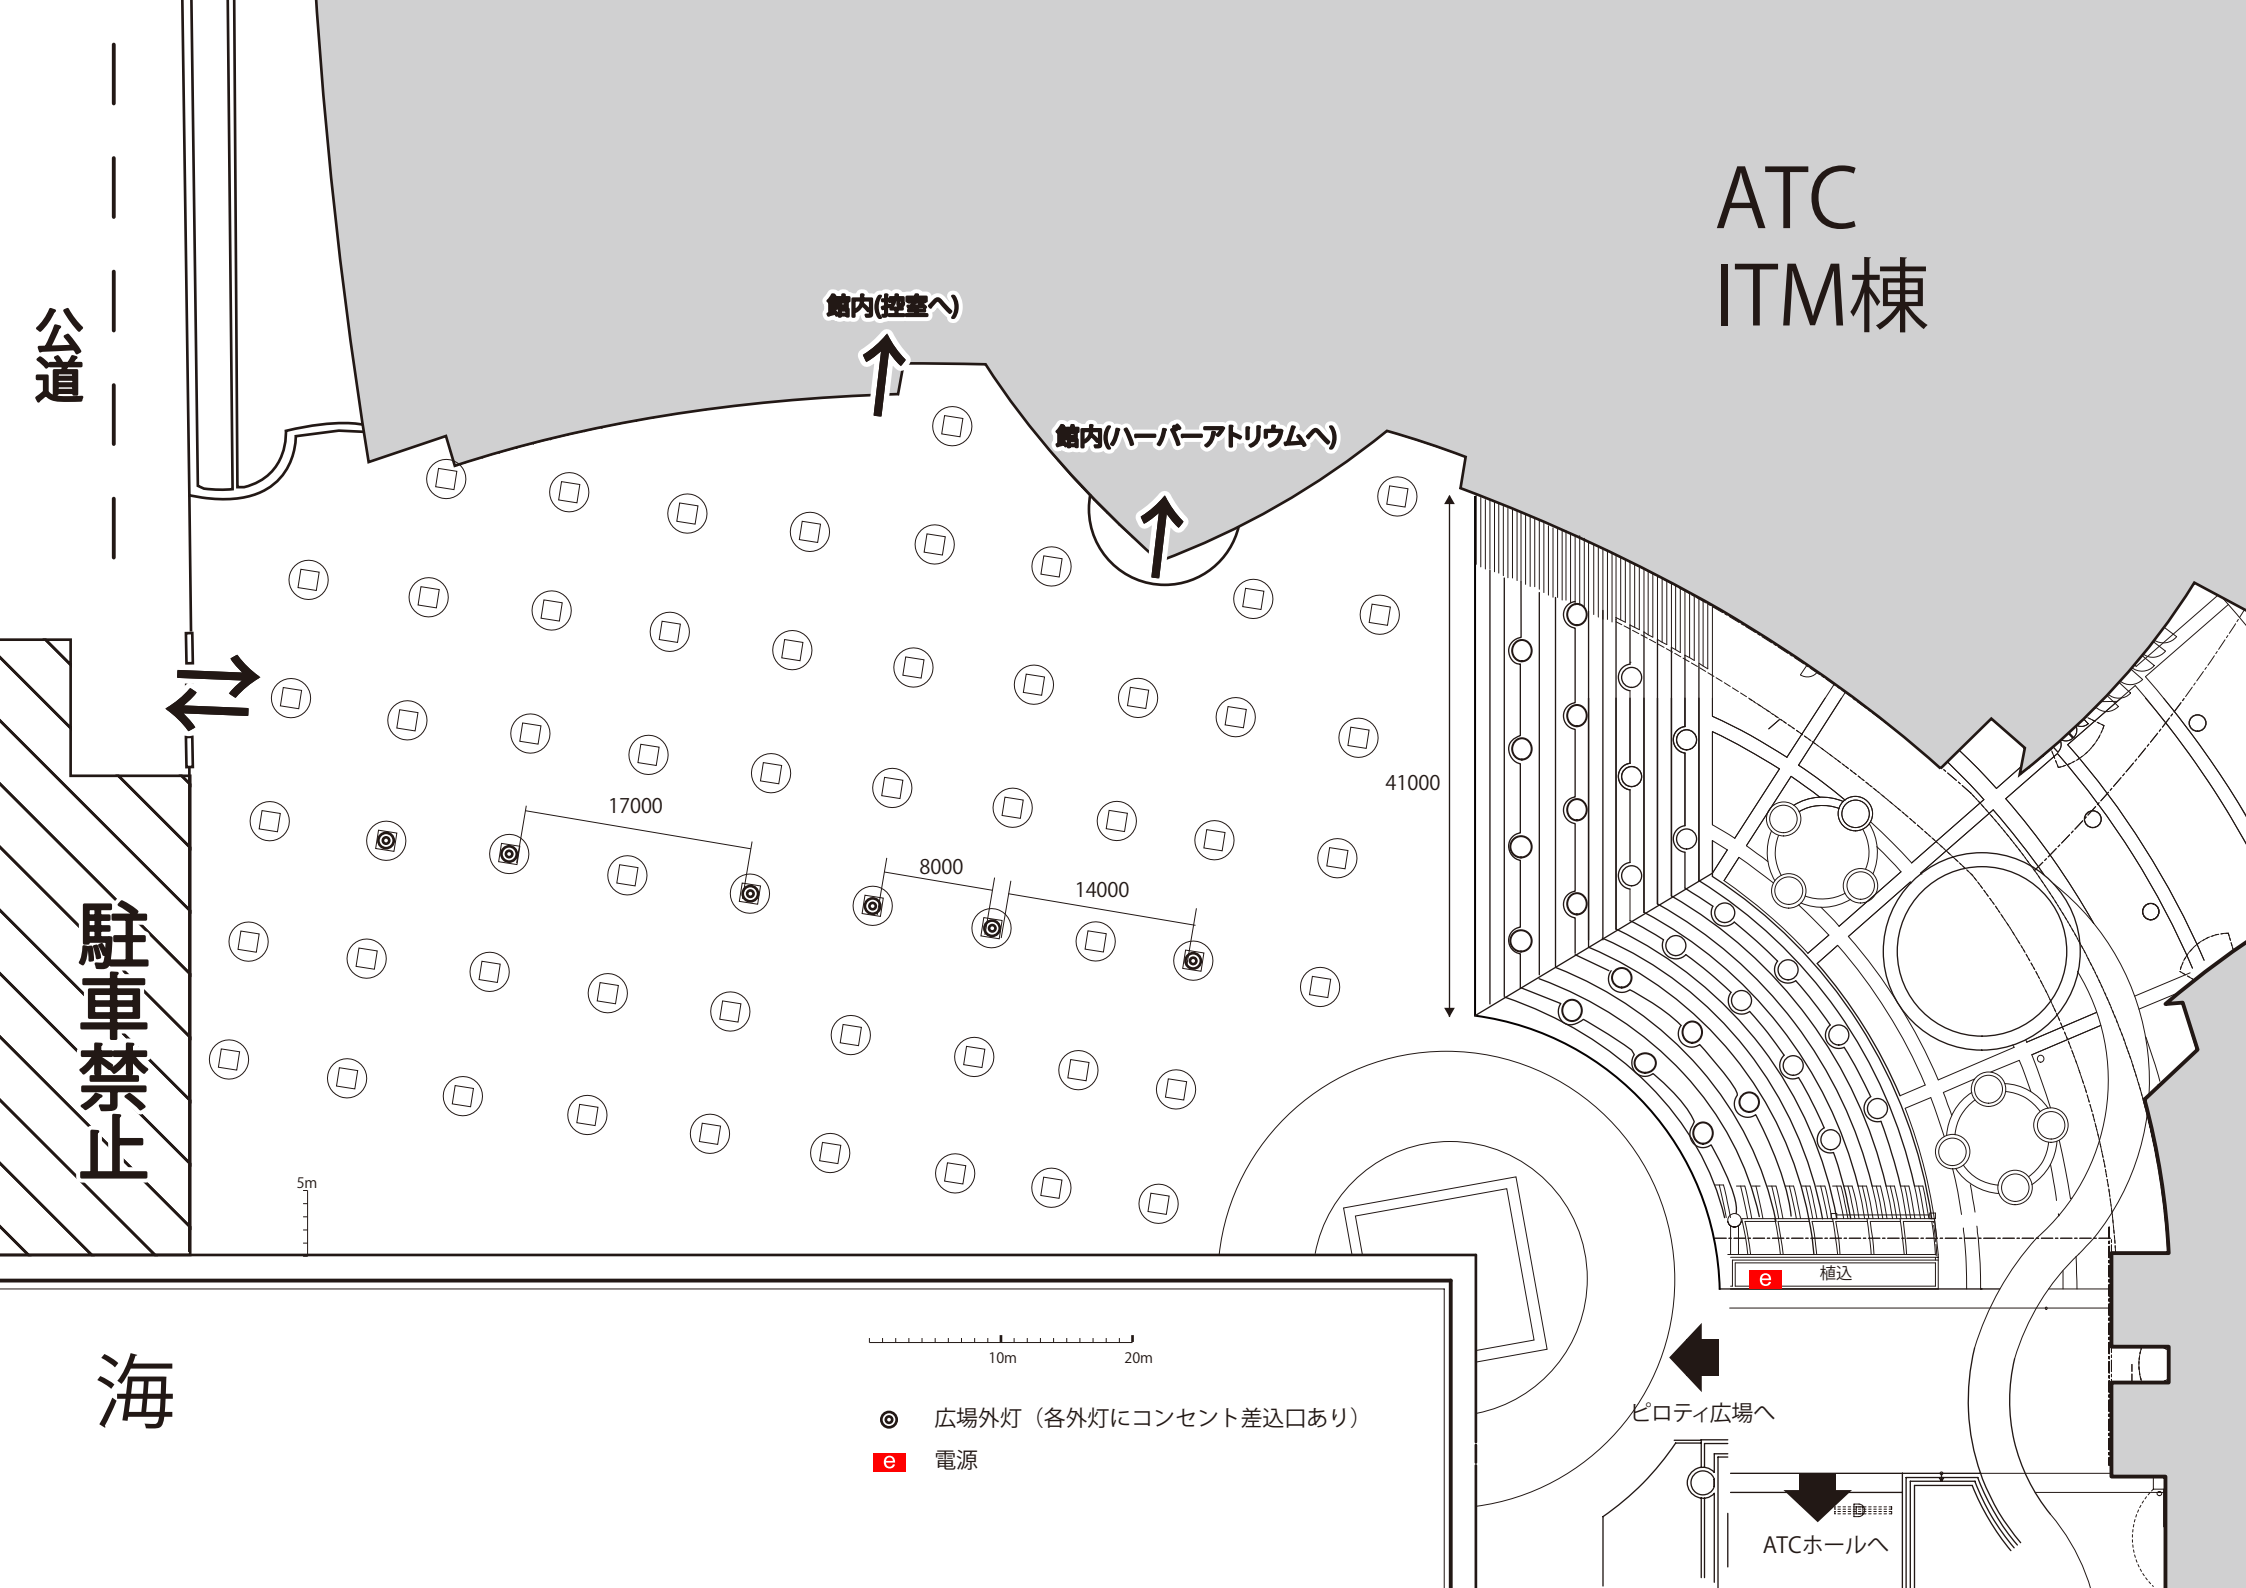 ATC
ITM棟
公道
館内(控室へ)
館内(ハーバーアトリウムへ)
41000
17000
8000
14000
駐車禁止
5m
e
植込
海
10m
20m
広場外灯（各外灯にコンセント差込口あり）
e
電源
ピロティ広場へ
ATCホールへ